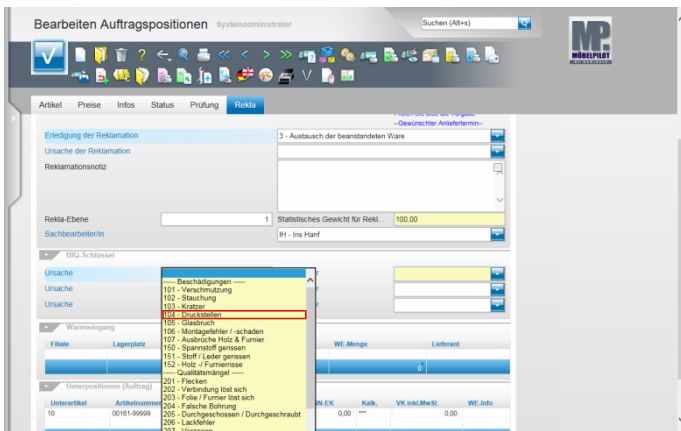 Bearbeiten Auftragspositionen Systemadministrator
Suchen (Alt+s)
MP
MÖBELPILOT
Artikel Preise Infos Status Prüfung Rekla
--Gewünschter Anliefertermin--
Erledigung der Reklamation 3 - Austausch der beanstandeten Ware
Ursache der Reklamation
Reklamationsnotiz
Rekla-Ebene 1 Statistisches Gewicht für Rekl... 100,00
Sachbearbeiter/in IH - Iris Hanf
BfQ-Schlüssel
Ursache
Ursache
Ursache
----- Beschädigungen -----
101 - Verschmutzung
102 - Stauchung
103 - Kratzer
104 - Druckstellen
105 - Glasbruch
106 - Montagefehler / -schaden
107 - Ausbrüche Holz & Furnier
150 - Spannstoff gerissen
151 - Stoff / Leder gerissen
152 - Holz -/ Furnierrisse
----- Qualitätsmängel -----
201 - Flecken
202 - Verbindung löst sich
203 - Folie / Furnier löst sich
204 - Falsche Bohrung
205 - Durchgeschossen / Durchgeschraubt
206 - Lackfehler
207 - Verzogen
Wareneingang
Filiale Lagerplatz WE-Menge Lieferant
0
Unterpositionen (Auftrag)
Unterartikel Artikelnummer NN-EK Kalk. VK inkl.MwSt WE-Info
10 00161-99999 0,00 *** 0,00